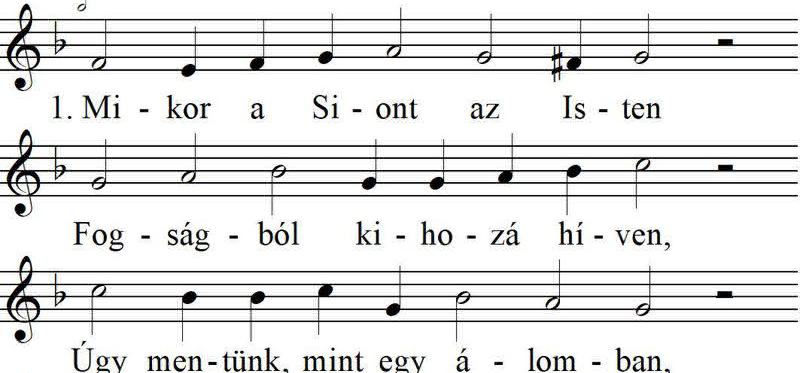 1. Mi - kor a Si - ont az Is - ten
Fog - ság - ból ki - ho - zá hí - ven,
Úgy men - tünk, mint egy á - lom - ban,